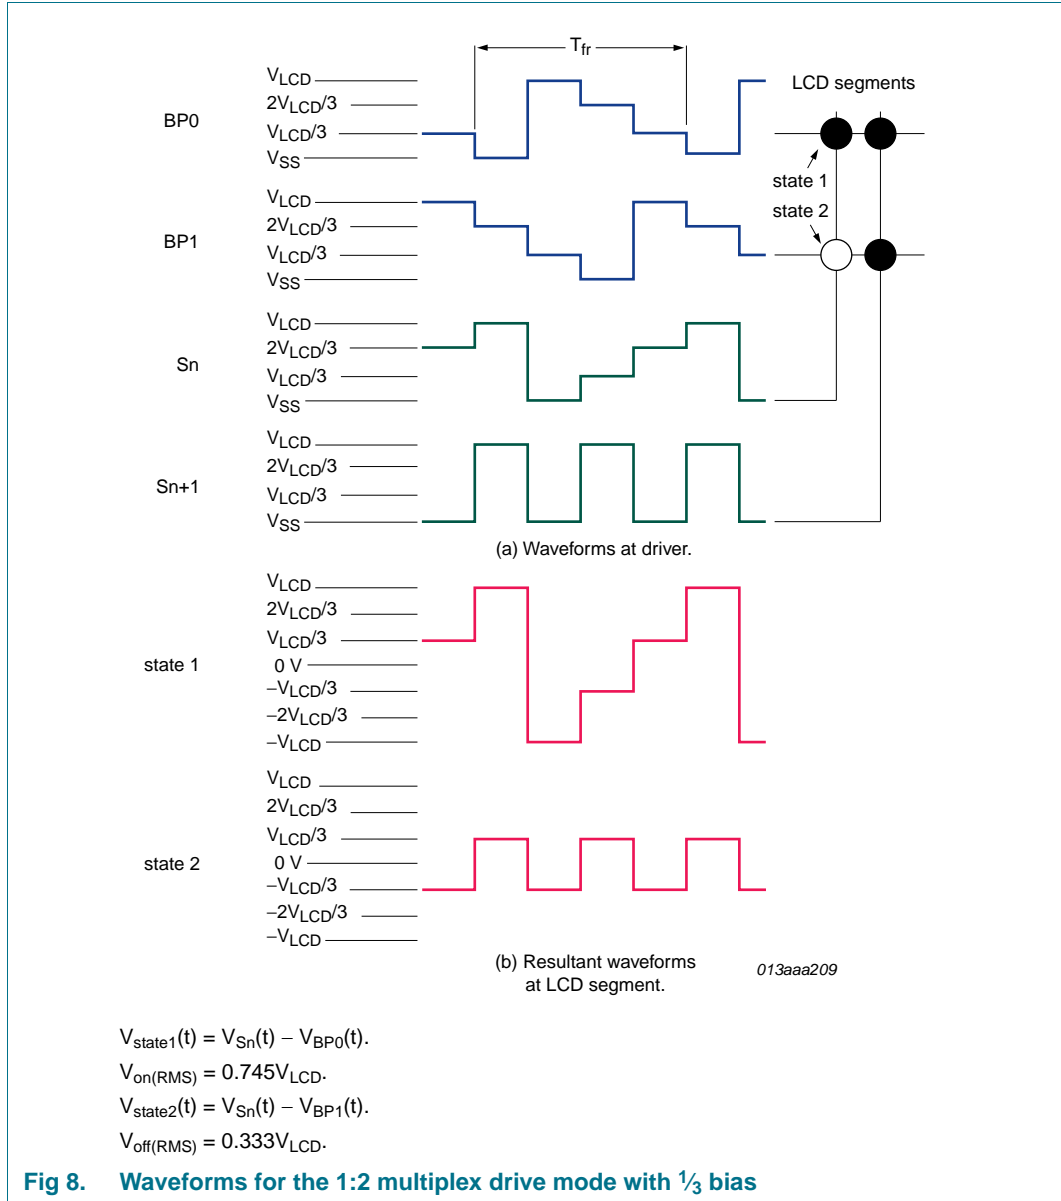 T_fr
BP0
V_LCD
2V_LCD/3
V_LCD/3
V_SS
LCD segments
state 1
state 2
BP1
V_LCD
2V_LCD/3
V_LCD/3
V_SS
Sn
V_LCD
2V_LCD/3
V_LCD/3
V_SS
Sn+1
V_LCD
2V_LCD/3
V_LCD/3
V_SS
(a) Waveforms at driver.
state 1
V_LCD
2V_LCD/3
V_LCD/3
0 V
−V_LCD/3
−2V_LCD/3
−V_LCD
state 2
V_LCD
2V_LCD/3
V_LCD/3
0 V
−V_LCD/3
−2V_LCD/3
−V_LCD
(b) Resultant waveforms
at LCD segment.
013aaa209
V_state1(t) = V_Sn(t) − V_BP0(t).
V_on(RMS) = 0.745V_LCD.
V_state2(t) = V_Sn(t) − V_BP1(t).
V_off(RMS) = 0.333V_LCD.
Fig 8. Waveforms for the 1:2 multiplex drive mode with 1⁄3 bias